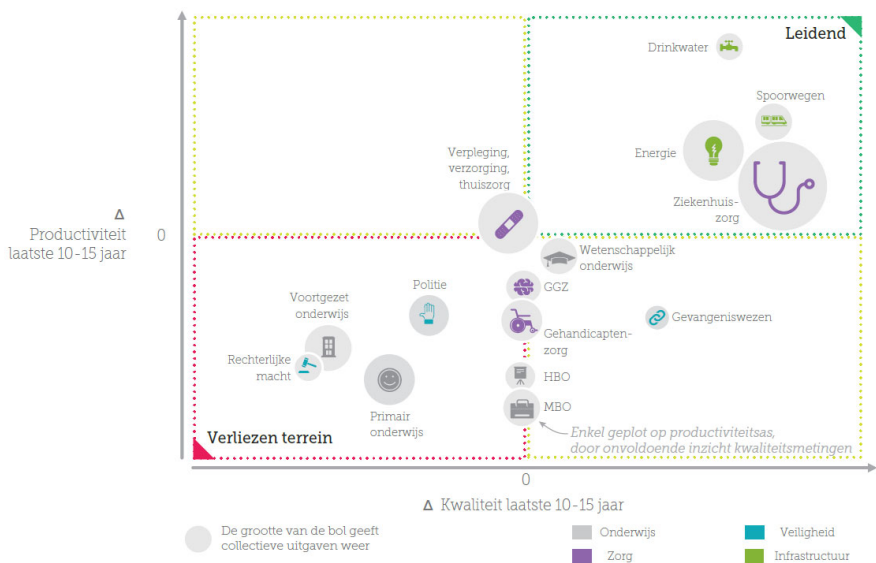 Leidend
Drinkwater
Spoorwegen
Energie
Ziekenhuis-
zorg
Verpleging,
verzorging,
thuiszorg
Δ
Productiviteit
laatste 10-15 jaar
0
Wetenschappelijk
onderwijs
GGZ
Politie
Voortgezet
onderwijs
Gevangeniswezen
Gehandicapten-
zorg
Rechterlijke
macht
HBO
Primair
onderwijs
MBO
Verliezen terrein
Enkel geplot op productiviteitsas,
door onvoldoende inzicht kwaliteitsmetingen
0
Δ Kwaliteit laatste 10-15 jaar
De grootte van de bol geeft
collectieve uitgaven weer
Onderwijs
Veiligheid
Zorg
Infrastructuur